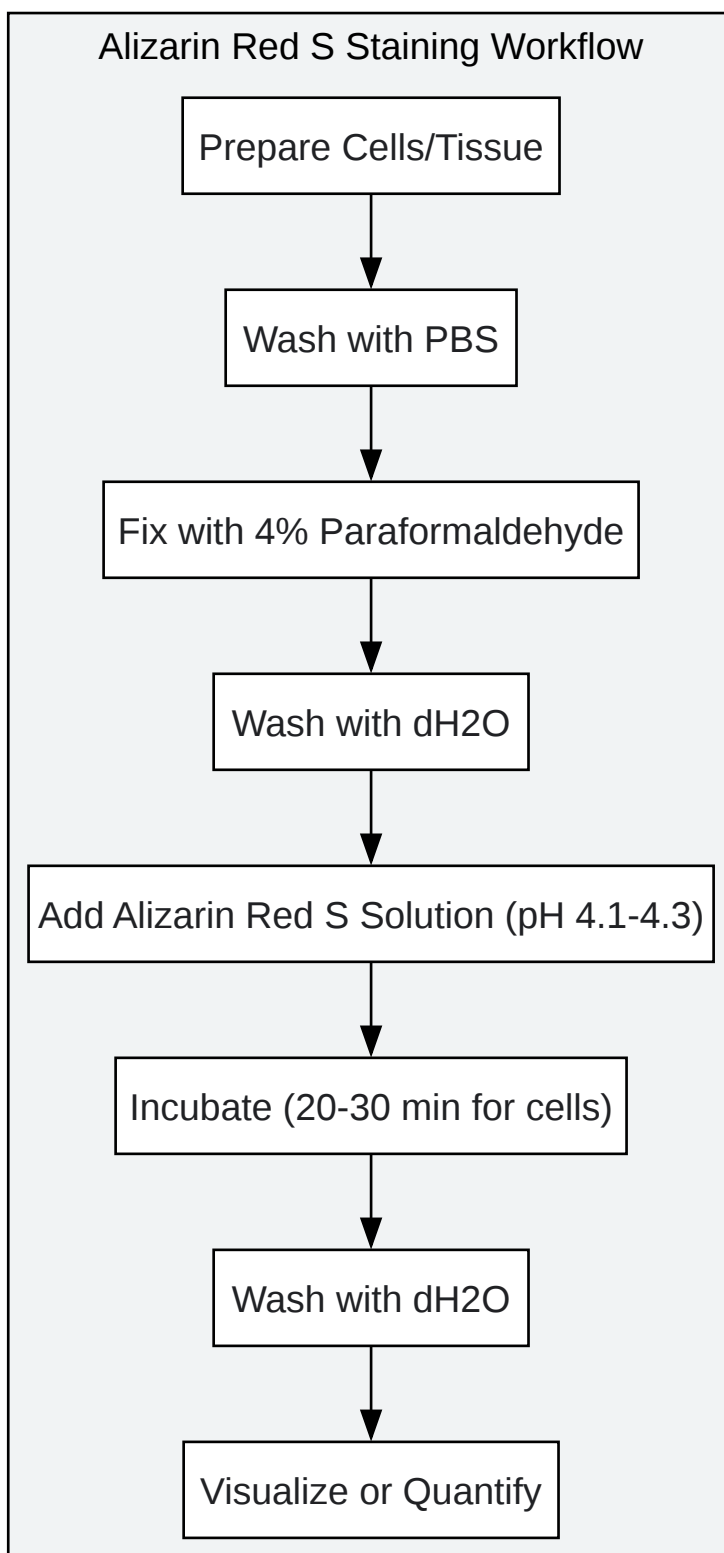 Alizarin Red S Staining Workflow
Prepare Cells/Tissue
Wash with PBS
Fix with 4% Paraformaldehyde
Wash with dH2O
Add Alizarin Red S Solution (pH 4.1-4.3)
Incubate (20-30 min for cells)
Wash with dH2O
Visualize or Quantify